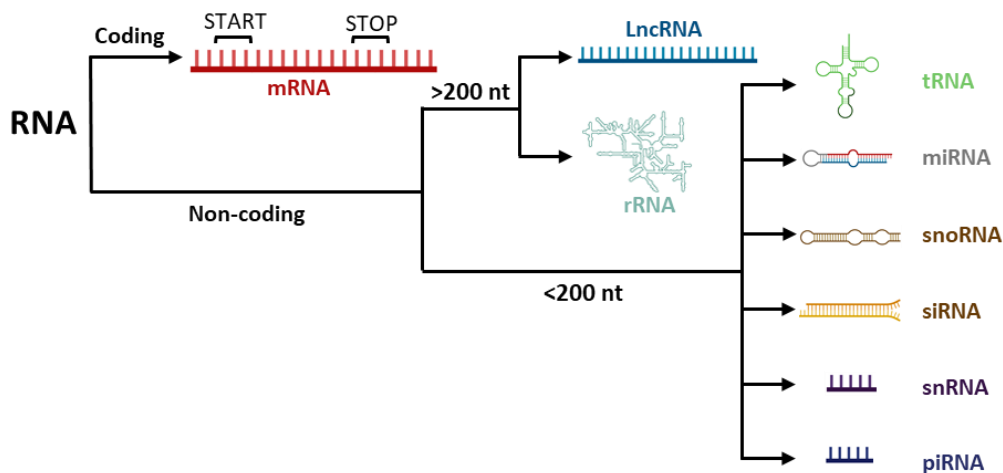 RNA
Coding
START
STOP
mRNA
Non-coding
>200 nt
LncRNA
rRNA
<200 nt
tRNA
miRNA
snoRNA
siRNA
snRNA
piRNA